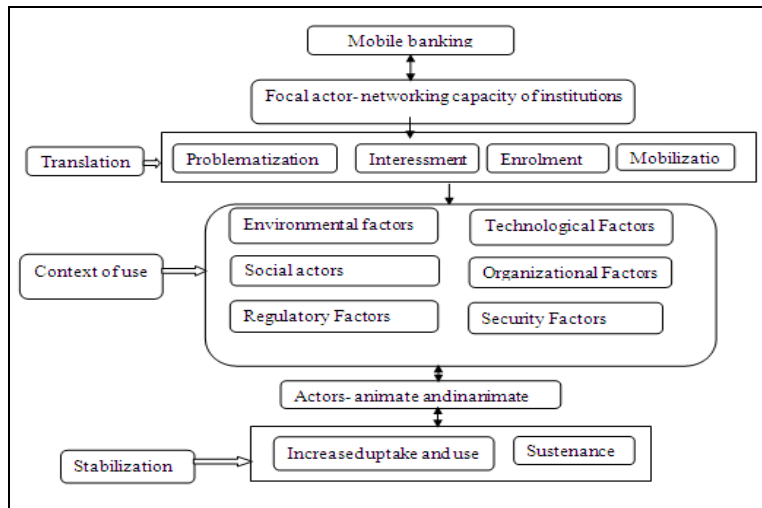 Mobile banking
Focal actor- networking capacity of institutions
Translation
Problematization
Interessment
Enrolment
Mobilizatio
Environmental factors
Technological Factors
Context of use
Social actors
Organizational Factors
Regulatory Factors
Security Factors
Actors- animate andinanimate
Stabilization
Increaseduptake and use
Sustenance